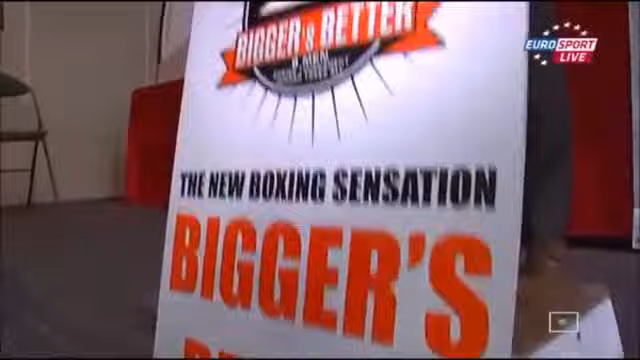 BIGGER'S BETTER
EUROSPORT
LIVE
THE NEW BOXING SENSATION
BIGGER'S